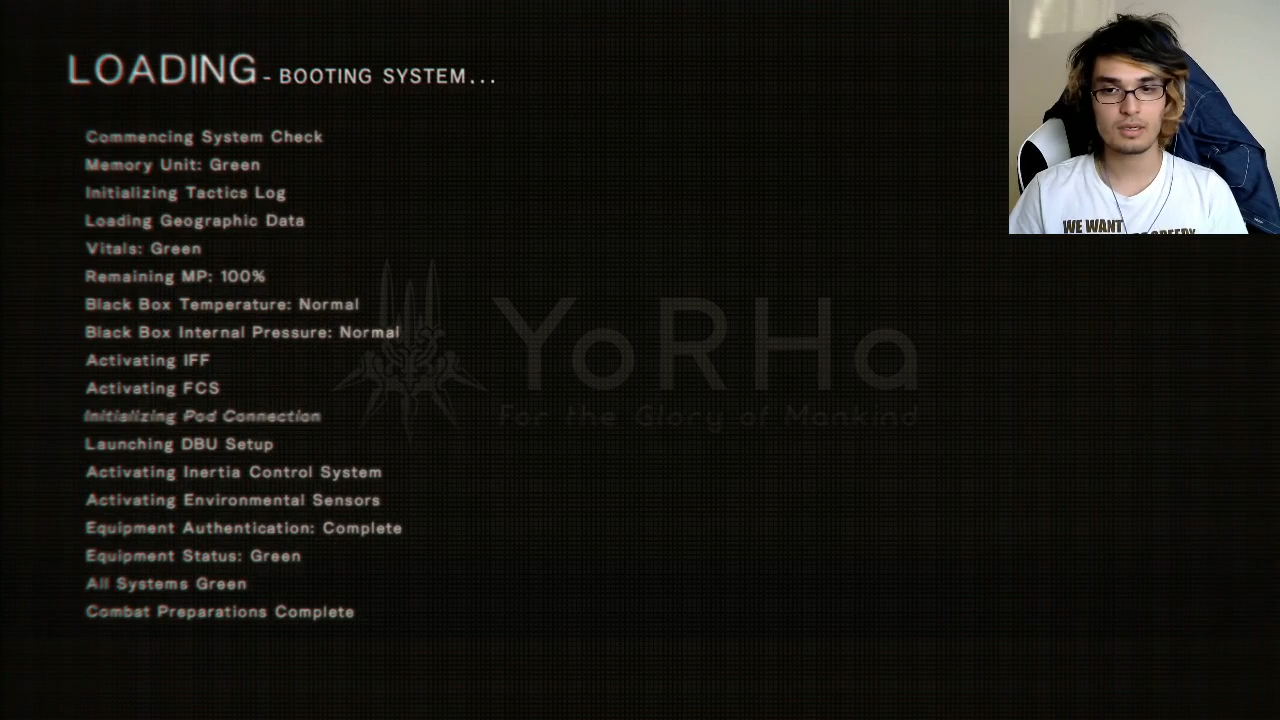 LOADING - BOOTING SYSTEM...
Commencing System Check
Memory Unit: Green
Initializing Tactics Log
Loading Geographic Data
Vitals: Green
Remaining MP: 100%
Black Box Temperature: Normal
Black Box Internal Pressure: Normal
Activating IFF
Activating FCS
Initializing Pod Connection
Launching DBU Setup
Activating Inertia Control System
Activating Environmental Sensors
Equipment Authentication: Complete
Equipment Status: Green
All Systems Green
Combat Preparations Complete
YoRHa
For the Glory of Mankind
WE WANT